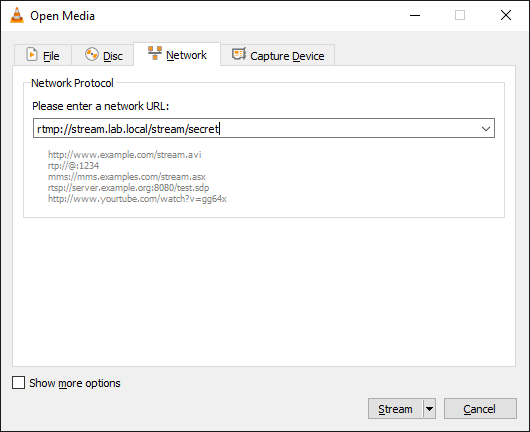 Open Media
File Disc Network Capture Device
Network Protocol
Please enter a network URL:
rtmp://stream.lab.local/stream/secret
http://www.example.com/stream.avi
rtp://@:1234
mms://mms.examples.com/stream.asx
rtsp://server.example.org:8080/test.sdp
http://www.yourtube.com/watch?v=gg64x
Show more options
Stream Cancel